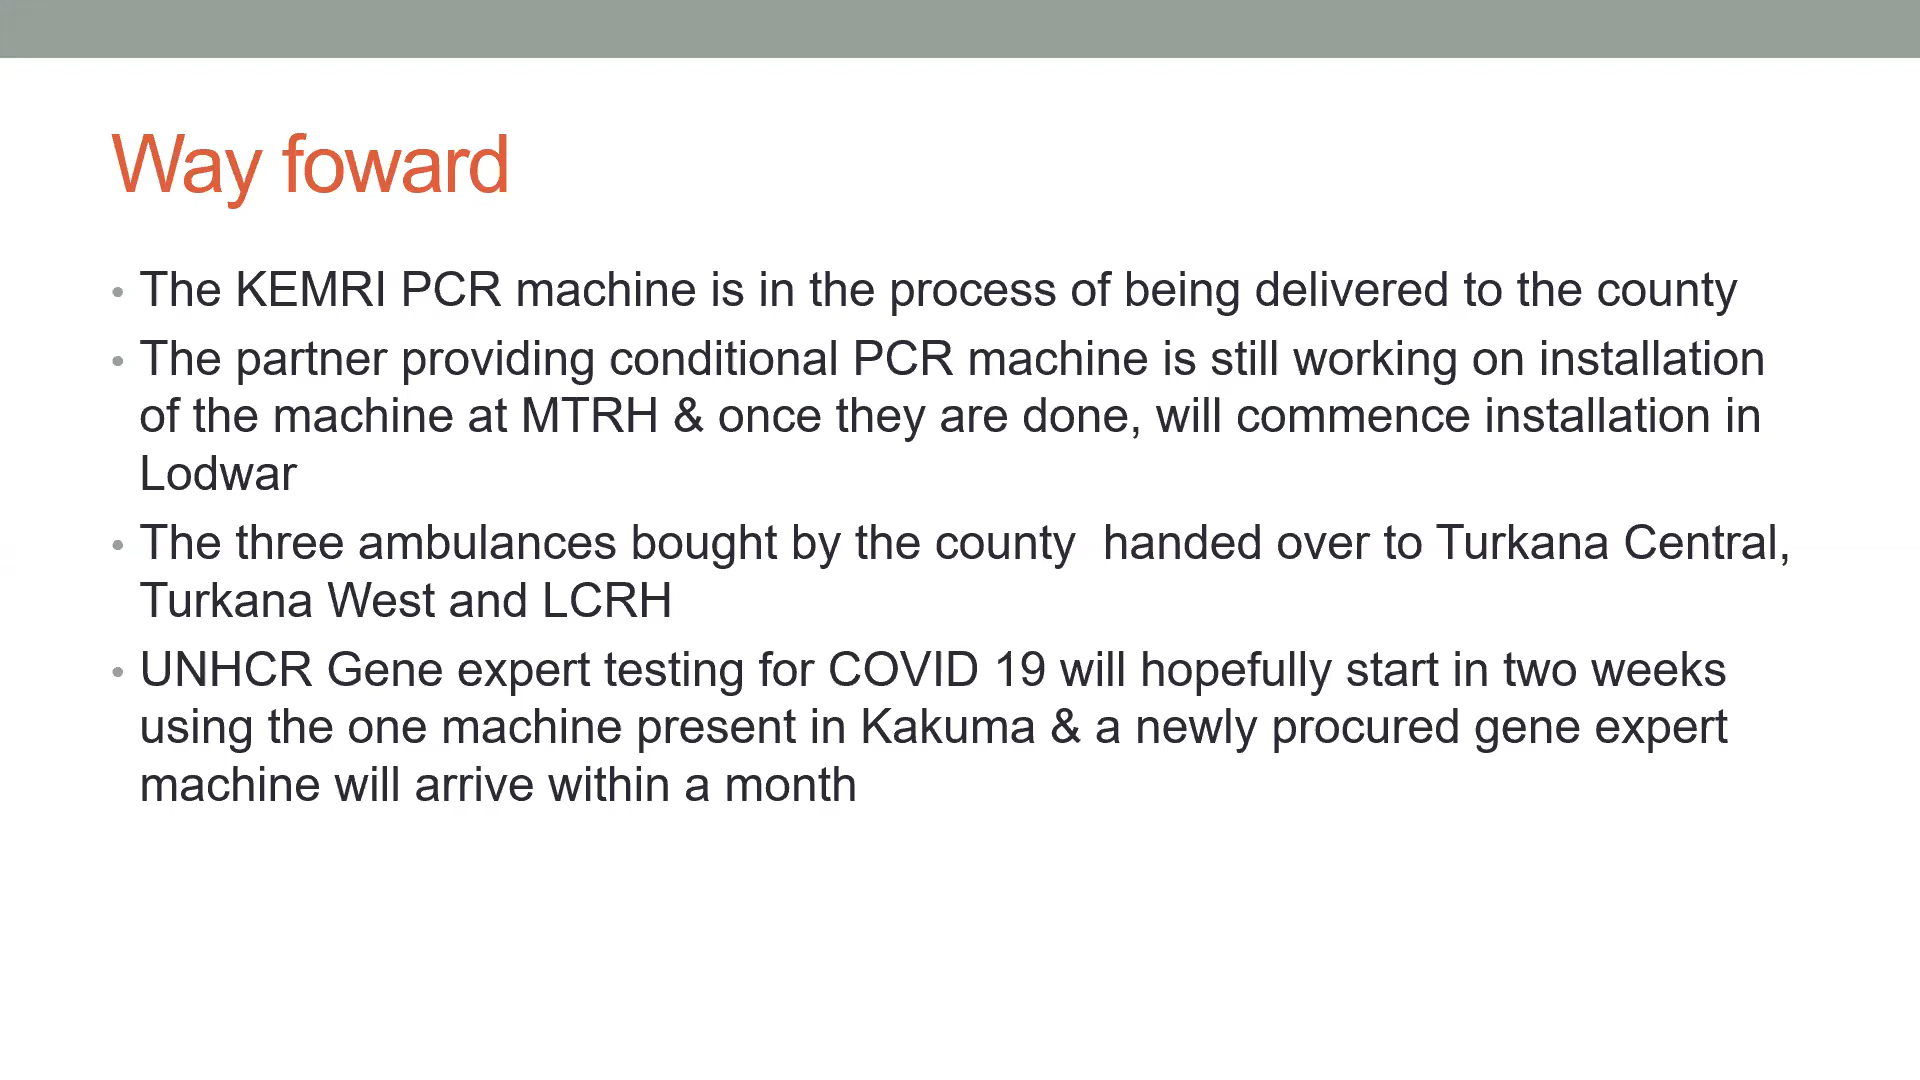 Way foward
• The KEMRI PCR machine is in the process of being delivered to the county
• The partner providing conditional PCR machine is still working on installation
of the machine at MTRH & once they are done, will commence installation in
Lodwar
• The three ambulances bought by the county  handed over to Turkana Central,
Turkana West and LCRH
• UNHCR Gene expert testing for COVID 19 will hopefully start in two weeks
using the one machine present in Kakuma & a newly procured gene expert
machine will arrive within a month